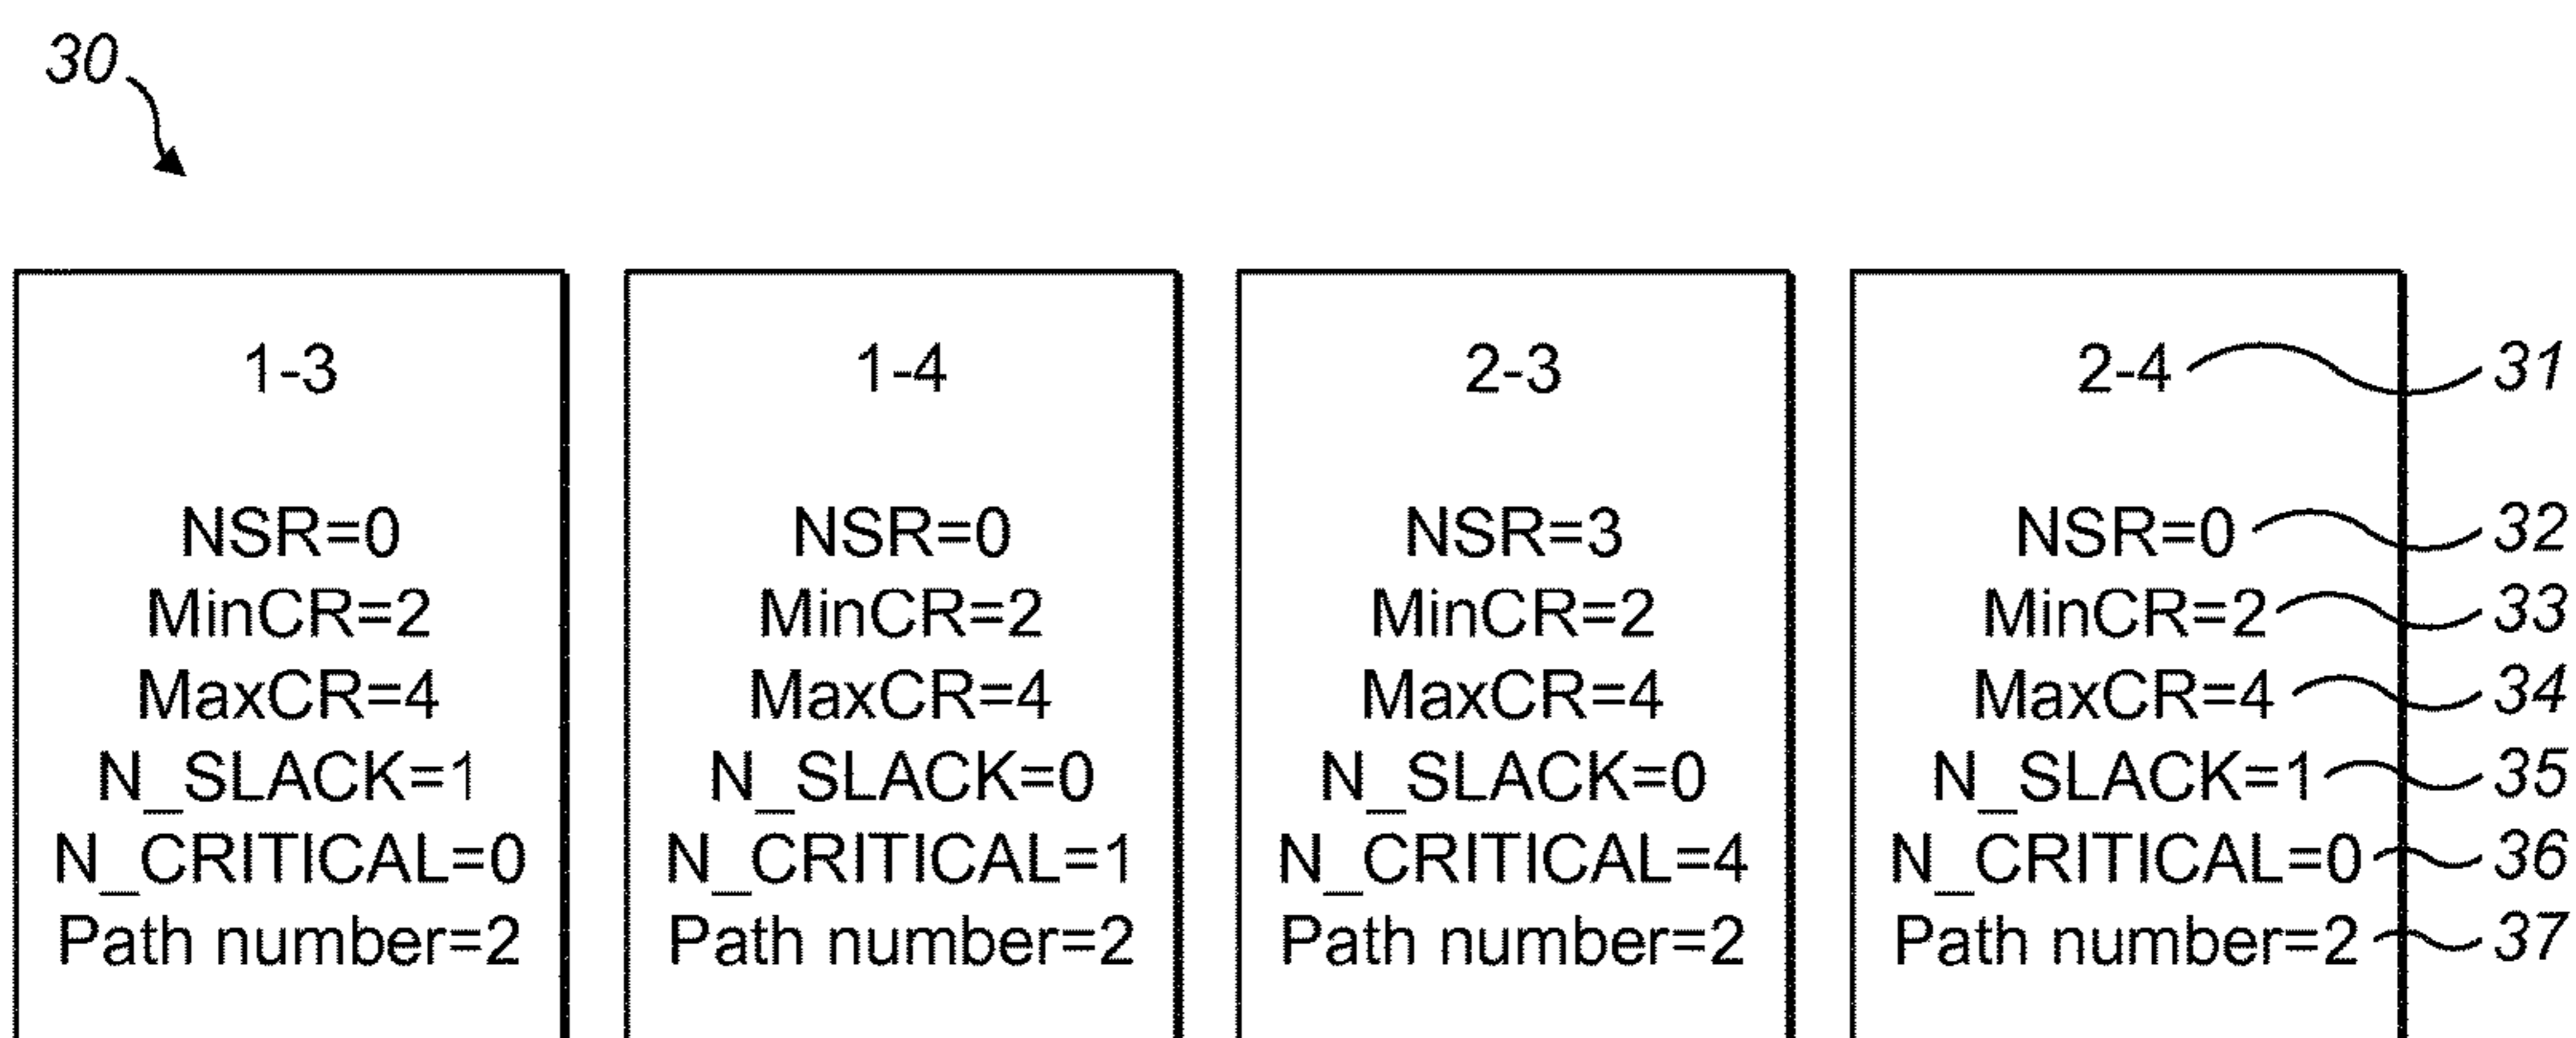 30
1-3 1-4 2-3 2-4 31
NSR=0 NSR=0 NSR=3 NSR=0 32
MinCR=2 MinCR=2 MinCR=2 MinCR=2 33
MaxCR=4 MaxCR=4 MaxCR=4 MaxCR=4 34
N_SLACK=1 N_SLACK=0 N_SLACK=0 N_SLACK=1 35
N_CRITICAL=0 N_CRITICAL=1 N_CRITICAL=4 N_CRITICAL=0 36
Path number=2 Path number=2 Path number=2 Path number=2 37